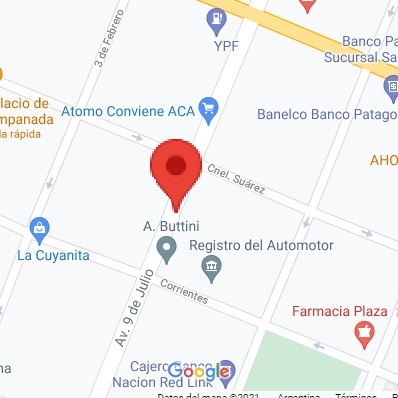 YPF
Banco Pa
Sucursal Sa
3 de Febrero
lacio de
mpanada
da rápida
Atomo Conviene ACA
Banelco Banco Patago
Cnel. Suárez
AHO
A. Buttini
La Cuyanita
Registro del Automotor
Av. 9 de Julio
Corrientes
Farmacia Plaza
na
Cajero Banco
Nacion Red Link
Google
Datos del mapa ©2021
Argentina
Términos